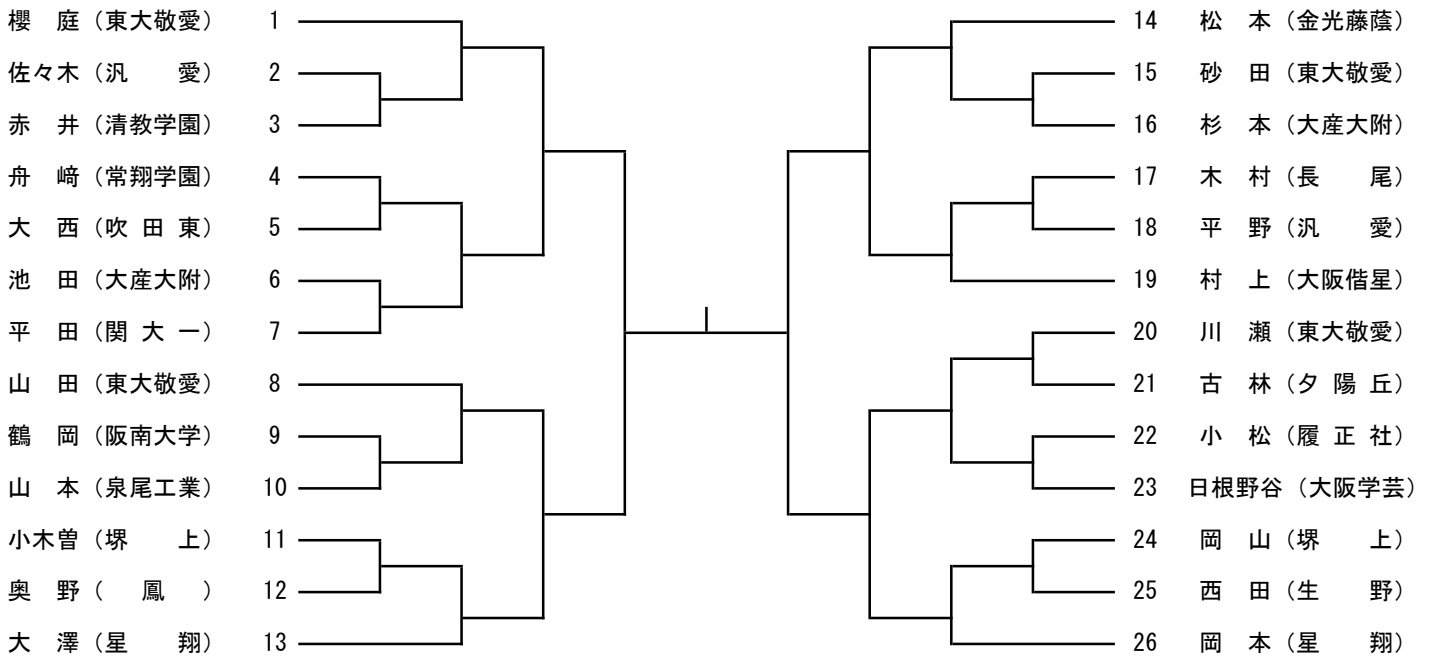 櫻　庭（東大敬愛）　1
佐々木（汎　　愛）　2
赤　井（清教学園）　3
舟　﨑（常翔学園）　4
大　西（吹 田 東）　5
池　田（大産大附）　6
平　田（関 大 一）　7
山　田（東大敬愛）　8
鶴　岡（阪南大学）　9
山　本（泉尾工業）　10
小木曽（堺　　上）　11
奥　野（　鳳　）　12
大　澤（星　　翔）　13
14　松　本（金光藤蔭）
15　砂　田（東大敬愛）
16　杉　本（大産大附）
17　木　村（長　　尾）
18　平　野（汎　　愛）
19　村　上（大阪偕星）
20　川　瀬（東大敬愛）
21　古　林（夕 陽 丘）
22　小　松（履 正 社）
23　日根野谷（大阪学芸）
24　岡　山（堺　　上）
25　西　田（生　　野）
26　岡　本（星　　翔）